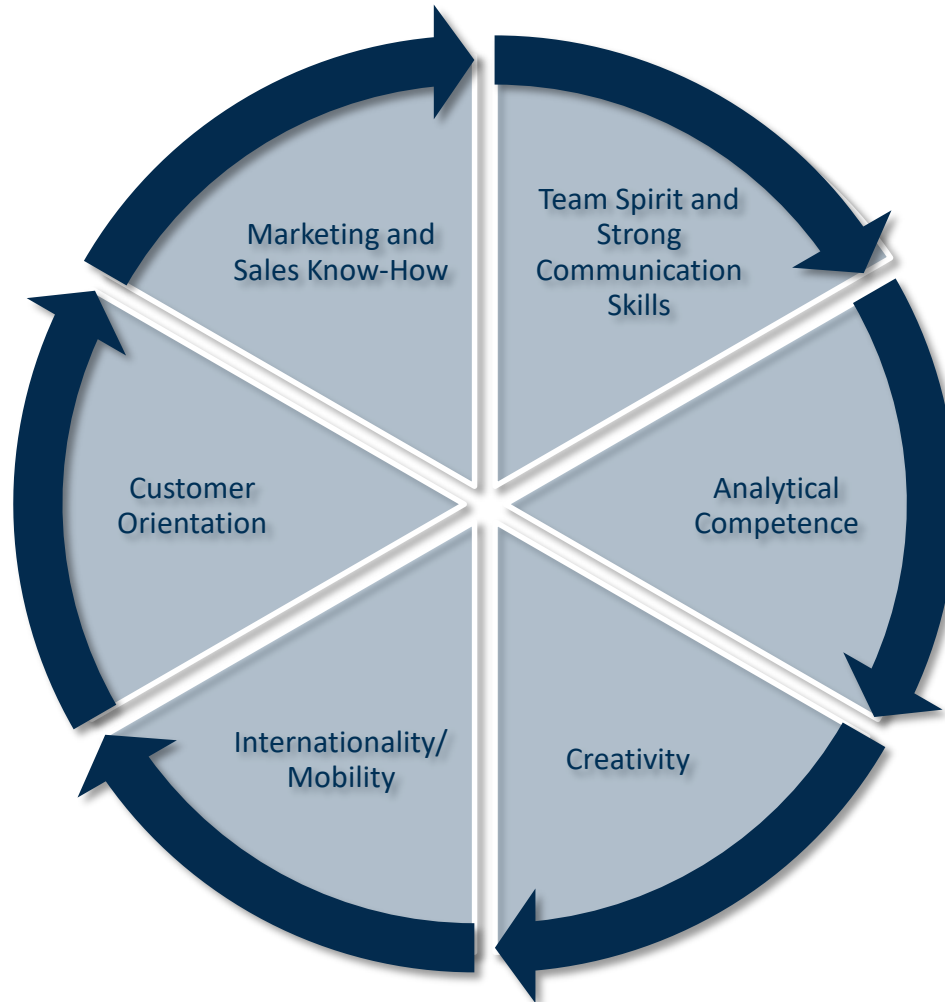 Team Spirit and
Strong
Communication
Skills
Analytical
Competence
Creativity
Internationality/
Mobility
Customer
Orientation
Marketing and
Sales Know-How